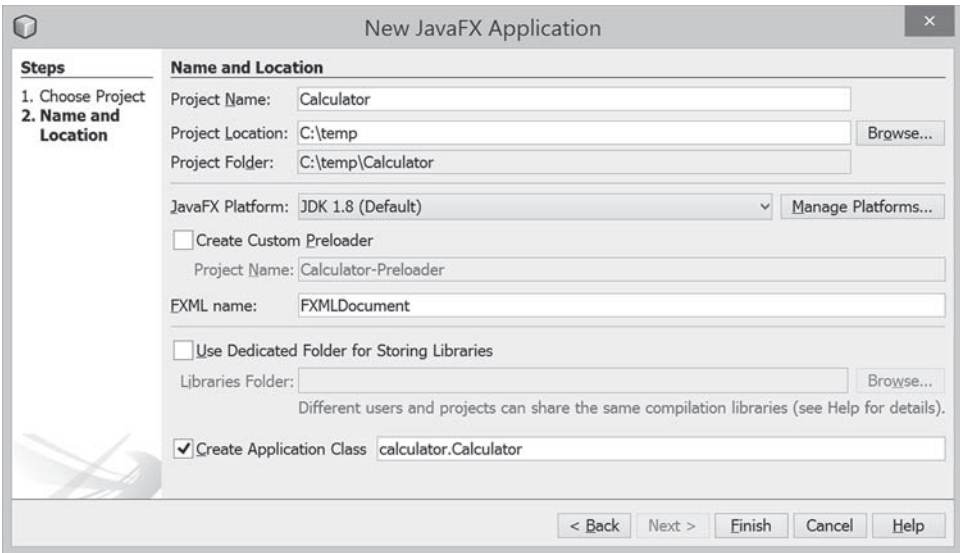 New JavaFX Application
Steps
1. Choose Project
2. Name and
Location
Name and Location
Project Name: Calculator
Project Location: C:\temp Browse...
Project Folder: C:\temp\Calculator
JavaFX Platform: JDK 1.8 (Default) Manage Platforms...
Create Custom Preloader
Project Name: Calculator-Preloader
FXML name: FXMLDocument
Use Dedicated Folder for Storing Libraries
Libraries Folder: Browse...
Different users and projects can share the same compilation libraries (see Help for details).
Create Application Class calculator.Calculator
< Back Next > Finish Cancel Help